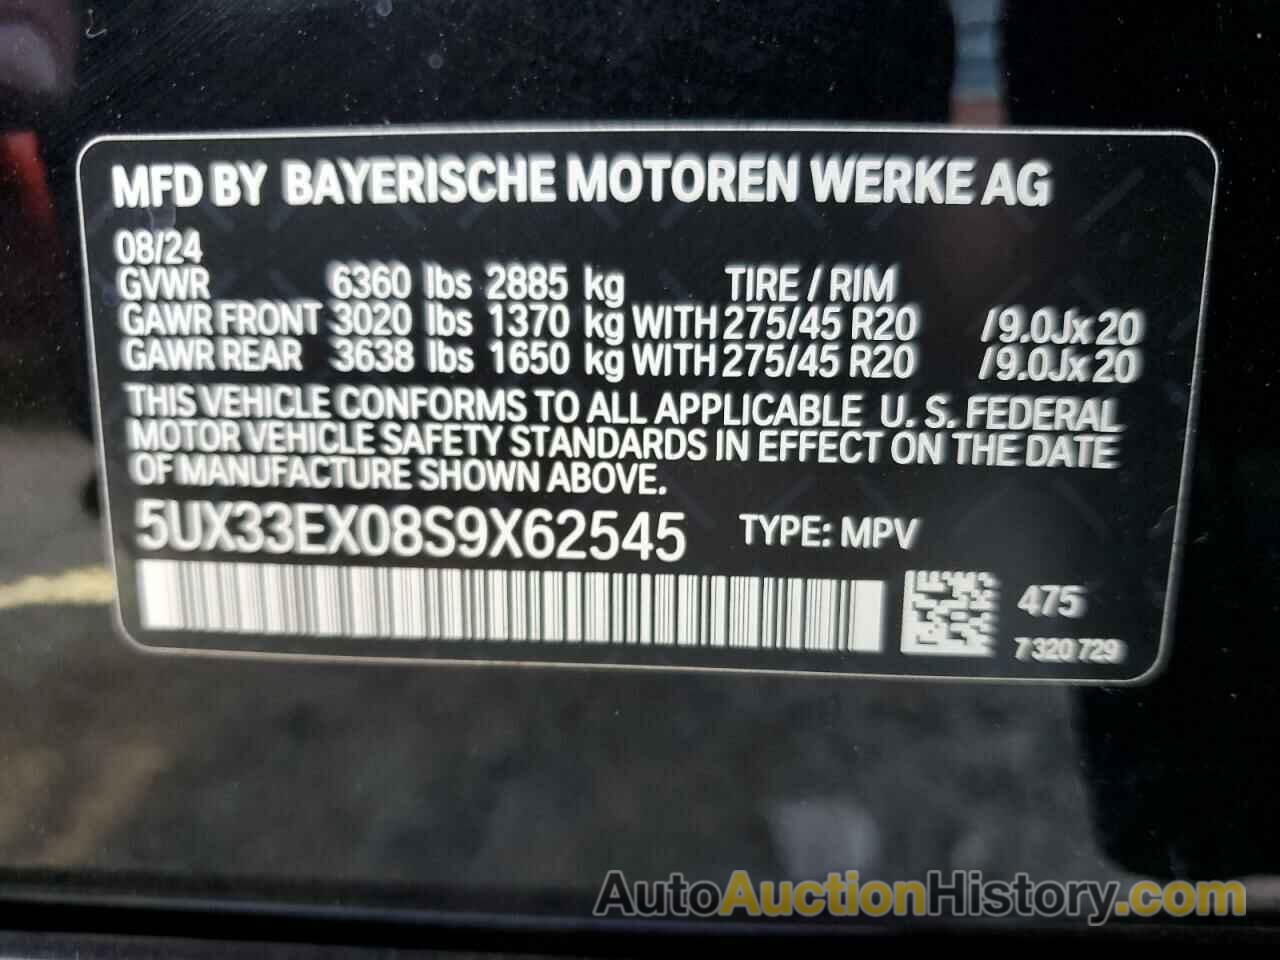 MFD BY BAYERISCHE MOTOREN WERKE AG
08/24
GVWR 6360 lbs 2885 kg TIRE / RIM
GAWR FRONT 3020 lbs 1370 kg WITH 275/45 R20 /9.0Jx20
GAWR REAR 3638 lbs 1650 kg WITH 275/45 R20 /9.0Jx20
THIS VEHICLE CONFORMS TO ALL APPLICABLE U. S. FEDERAL
MOTOR VEHICLE SAFETY STANDARDS IN EFFECT ON THE DATE
OF MANUFACTURE SHOWN ABOVE.
5UX33EX08S9X62545 TYPE: MPV
475
7 320 729
AutoAuctionHistory.com